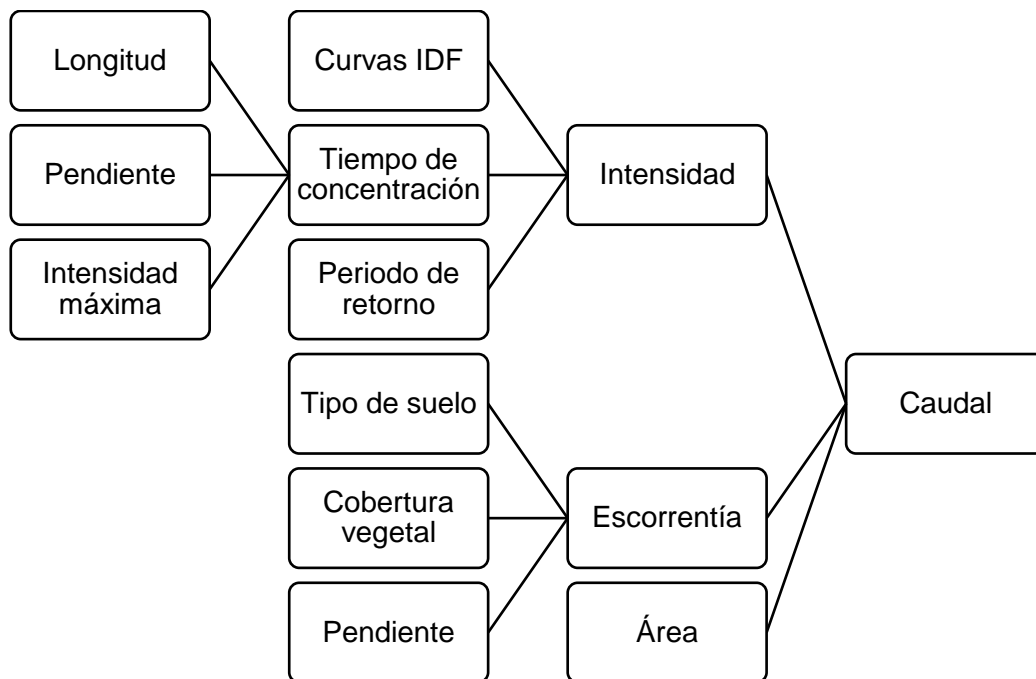 Longitud
Curvas IDF
Pendiente
Tiempo de
concentración
Intensidad
Intensidad
máxima
Periodo de
retorno
Tipo de suelo
Caudal
Cobertura
vegetal
Escorrentía
Pendiente
Área